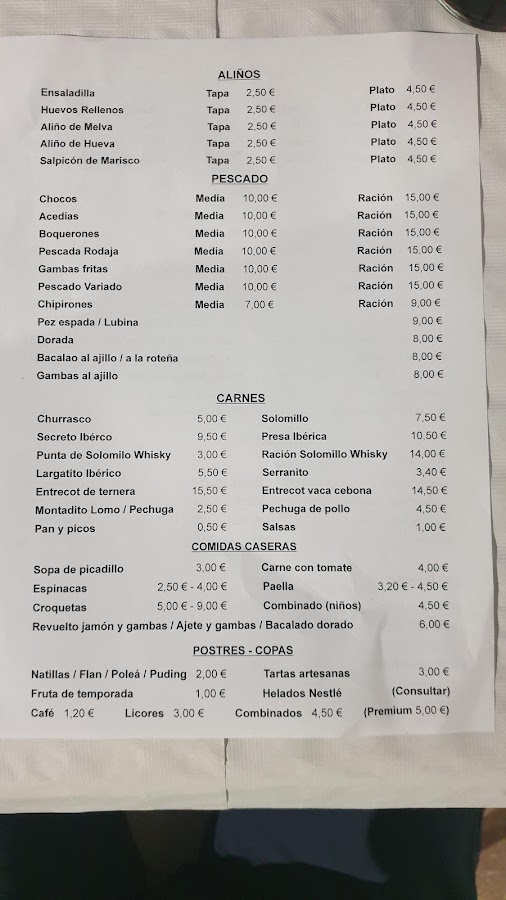 ALIÑOS
Ensaladilla Tapa 2,50 € Plato 4,50 €
Huevos Rellenos Tapa 2,50 € Plato 4,50 €
Aliño de Melva Tapa 2,50 € Plato 4,50 €
Aliño de Hueva Tapa 2,50 € Plato 4,50 €
Salpicón de Marisco Tapa 2,50 € Plato 4,50 €
PESCADO
Chocos Media 10,00 € Ración 15,00 €
Acedías Media 10,00 € Ración 15,00 €
Boquerones Media 10,00 € Ración 15,00 €
Pescada Rodaja Media 10,00 € Ración 15,00 €
Gambas fritas Media 10,00 € Ración 15,00 €
Pescado Variado Media 10,00 € Ración 15,00 €
Chipirones Media 7,00 € Ración 9,00 €
Pez espada / Lubina 9,00 €
Dorada 8,00 €
Bacalao al ajillo / a la roteña 8,00 €
Gambas al ajillo 8,00 €
CARNES
Churrasco 5,00 € Solomillo 7,50 €
Secreto Ibérco 9,50 € Presa Ibérica 10,50 €
Punta de Solomilo Whisky 3,00 € Ración Solomillo Whisky 14,00 €
Largatito Ibérico 5,50 € Serranito 3,40 €
Entrecot de ternera 15,50 € Entrecot vaca cebona 14,50 €
Montadito Lomo / Pechuga 2,50 € Pechuga de pollo 4,50 €
Pan y picos 0,50 € Salsas 1,00 €
COMIDAS CASERAS
Sopa de picadillo 3,00 € Carne con tomate 4,00 €
Espinacas 2,50 € - 4,00 € Paella 3,20 € - 4,50 €
Croquetas 5,00 € - 9,00 € Combinado (niños) 4,50 €
Revuelto jamón y gambas / Ajete y gambas / Bacalado dorado 6,00 €
POSTRES - COPAS
Natillas / Flan / Poleá / Puding 2,00 € Tartas artesanas 3,00 €
Fruta de temporada 1,00 € Helados Nestlé (Consultar)
Café 1,20 € Licores 3,00 € Combinados 4,50 € (Premium 5,00 €)